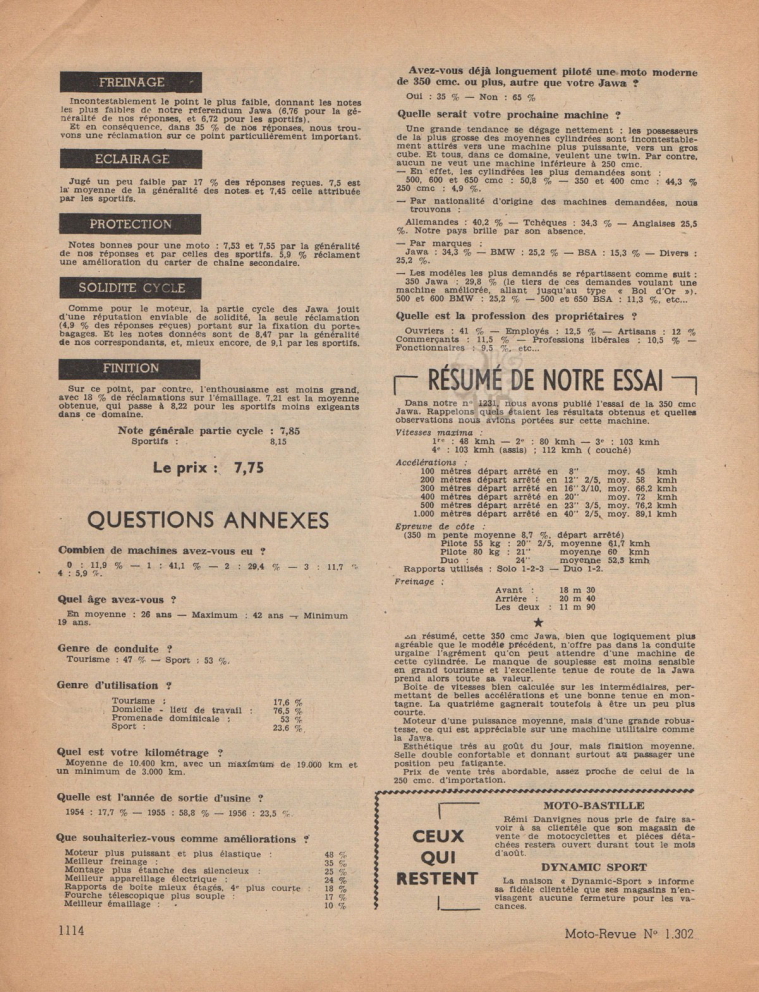 FREINAGE
Incontestablement le point le plus faible, donnant les notes
les plus faibles de notre referendum Jawa (6,76 pour la gé-
néralité de nos réponses, et 6,72 pour les sportifs).
Et en conséquence, dans 35 % de nos réponses, nous trou-
vons une réclamation sur ce point particulièrement important.
ECLAIRAGE
Jugé un peu faible par 17 % des réponses reçues. 7,5 est
la moyenne de la généralité des notes et 7,45 celle attribuée
par les sportifs.
PROTECTION
Notes bonnes pour une moto : 7,53 et 7,55 par la généralité
de nos réponses et par celles des sportifs. 5,9 % réclament
une amélioration du carter de chaîne secondaire.
SOLIDITE CYCLE
Comme pour le moteur, la partie cycle des Jawa jouit
d'une réputation enviable de solidité, la seule réclamation
(4,9 % des réponses reçues) portant sur la fixation du porte-
bagages. Et les notes données sont de 8,47 par la généralité
de nos correspondants, et, mieux encore, de 9,1 par les sportifs.
FINITION
Sur ce point, par contre, l'enthousiasme est moins grand,
avec 18 % de réclamations sur l'émaillage. 7,21 est la moyenne
obtenue, qui passe à 8,22 pour les sportifs moins exigeants
dans ce domaine.
Note générale partie cycle : 7,85
Sportifs : 8,15
Le prix : 7,75
QUESTIONS ANNEXES
Combien de machines avez-vous eu ?
0 : 11,9 % — 1 : 41,1 % — 2 : 29,4 % — 3 : 11,7 %
4 : 5,9 %.
Quel âge avez-vous ?
En moyenne : 26 ans — Maximum : 42 ans — Minimum
19 ans.
Genre de conduite ?
Tourisme : 47 % — Sport : 53 %.
Genre d'utilisation ?
Tourisme : 17,6 %
Domicile - lieu de travail : 76,5 %
Promenade dominicale : 53 %
Sport : 23,6 %
Quel est votre kilométrage ?
Moyenne de 10.400 km, avec un maximum de 19.000 km et
un minimum de 3.000 km.
Quelle est l'année de sortie d'usine ?
1954 : 17,7 % — 1955 : 58,8 % — 1956 : 23,5 %
Que souhaiteriez-vous comme améliorations ?
Moteur plus puissant et plus élastique : 48 %
Meilleur freinage : 35 %
Montage plus étanche des silencieux : 25 %
Meilleur appareillage électrique : 24 %
Rapports de boîte mieux étagés, 4e plus courte : 18 %
Fourche télescopique plus souple : 17 %
Meilleur émaillage : 10 %
Avez-vous déjà longuement piloté une moto moderne
de 350 cmc. ou plus, autre que votre Jawa ?
Oui : 35 % — Non : 65 %
Quelle serait votre prochaine machine ?
Une grande tendance se dégage nettement : les possesseurs
de la plus grosse des moyennes cylindrées sont incontestable-
ment attirés vers une machine plus puissante, vers un gros
cube. Et tous, dans ce domaine, veulent une twin. Par contre,
aucun ne veut une machine inférieure à 250 cmc.
— En effet, les cylindrées les plus demandées sont :
500, 600 et 650 cmc : 50,8 % — 350 et 400 cmc : 44,3 %
250 cmc : 4,9 %.
— Par nationalité d'origine des machines demandées, nous
trouvons :
Allemandes : 40,2 % — Tchèques : 34,3 % — Anglaises 25,5
%. Notre pays brille par son absence.
— Par marques :
Jawa : 34,3 % — BMW : 25,2 % — BSA : 15,3 % — Divers :
25,2 %.
— Les modèles les plus demandés se répartissent comme suit :
350 Jawa : 29,8 % (le tiers de ces demandes voulant une
machine améliorée, allant jusqu'au type « Bol d'Or »).
500 et 600 BMW : 25,2 % — 500 et 650 BSA : 11,3 %, etc...
Quelle est la profession des propriétaires ?
Ouvriers : 41 % — Employés : 12,5 % — Artisans : 12 %
Commerçants : 11,5 % — Professions libérales : 10,5 % —
Fonctionnaires : 9,5 %, etc...
RÉSUMÉ DE NOTRE ESSAI
Dans notre n° 1231, nous avons publié l'essai de la 350 cmc
Jawa. Rappelons quels étaient les résultats obtenus et quelles
observations nous avions portées sur cette machine.
Vitesses maxima :
1re : 48 kmh — 2e : 80 kmh — 3e : 103 kmh
4e : 103 kmh (assis) ; 112 kmh ( couché)
Accélérations :
100 mètres départ arrêté en 8" moy. 45 kmh
200 mètres départ arrêté en 12" 2/5, moy. 58 kmh
300 mètres départ arrêté en 16" 3/10, moy. 66,2 kmh
400 mètres départ arrêté en 20" moy. 72 kmh
500 mètres départ arrêté en 23" 3/5, moy. 76,2 kmh
1.000 mètres départ arrêté en 40" 2/5, moy. 89,1 kmh
Epreuve de côte :
(350 m pente moyenne 8,7 %, départ arrêté)
Pilote 55 kg : 20" 2/5, moyenne 61,7 kmh
Pilote 80 kg : 21" moyenne 60 kmh
Duo : 24" moyenne 52,5 kmh
Rapports utilisés : Solo 1-2-3 — Duo 1-2.
Freinage :
Avant : 18 m 30
Arrière : 20 m 40
Les deux : 11 m 90
★
résumé, cette 350 cmc Jawa, bien que logiquement plus
agréable que le modèle précédent, n'offre pas dans la conduite
urgaine l'agrément qu'on peut attendre d'une machine de
cette cylindrée. Le manque de souplesse est moins sensible
en grand tourisme et l'excellente tenue de route de la Jawa
prend alors toute sa valeur.
Boite de vitesses bien calculée sur les intermédiaires, per-
mettant de belles accélérations et une bonne tenue en mon-
tagne. La quatrième gagnerait toutefois à être un peu plus
courte.
Moteur d'une puissance moyenne, mais d'une grande robus-
tesse, ce qui est appréciable sur une machine utilitaire comme
la Jawa.
Esthétique très au goût du jour, mais finition moyenne.
Selle double confortable et donnant surtout au passager une
position peu fatigante.
Prix de vente très abordable, assez proche de celui de la
250 cmc. d'importation.
CEUX
QUI
RESTENT
MOTO-BASTILLE
Rémi Danvignes nous prie de faire sa-
voir à sa clientèle que son magasin de
vente de motocyclettes et pièces déta-
chées restera ouvert durant tout le mois
d'août.
DYNAMIC SPORT
La maison « Dynamic-Sport » informe
sa fidèle clientèle que ses magasins n'en-
visagent aucune fermeture pour les va-
cances.
1114
Moto-Revue N° 1.302